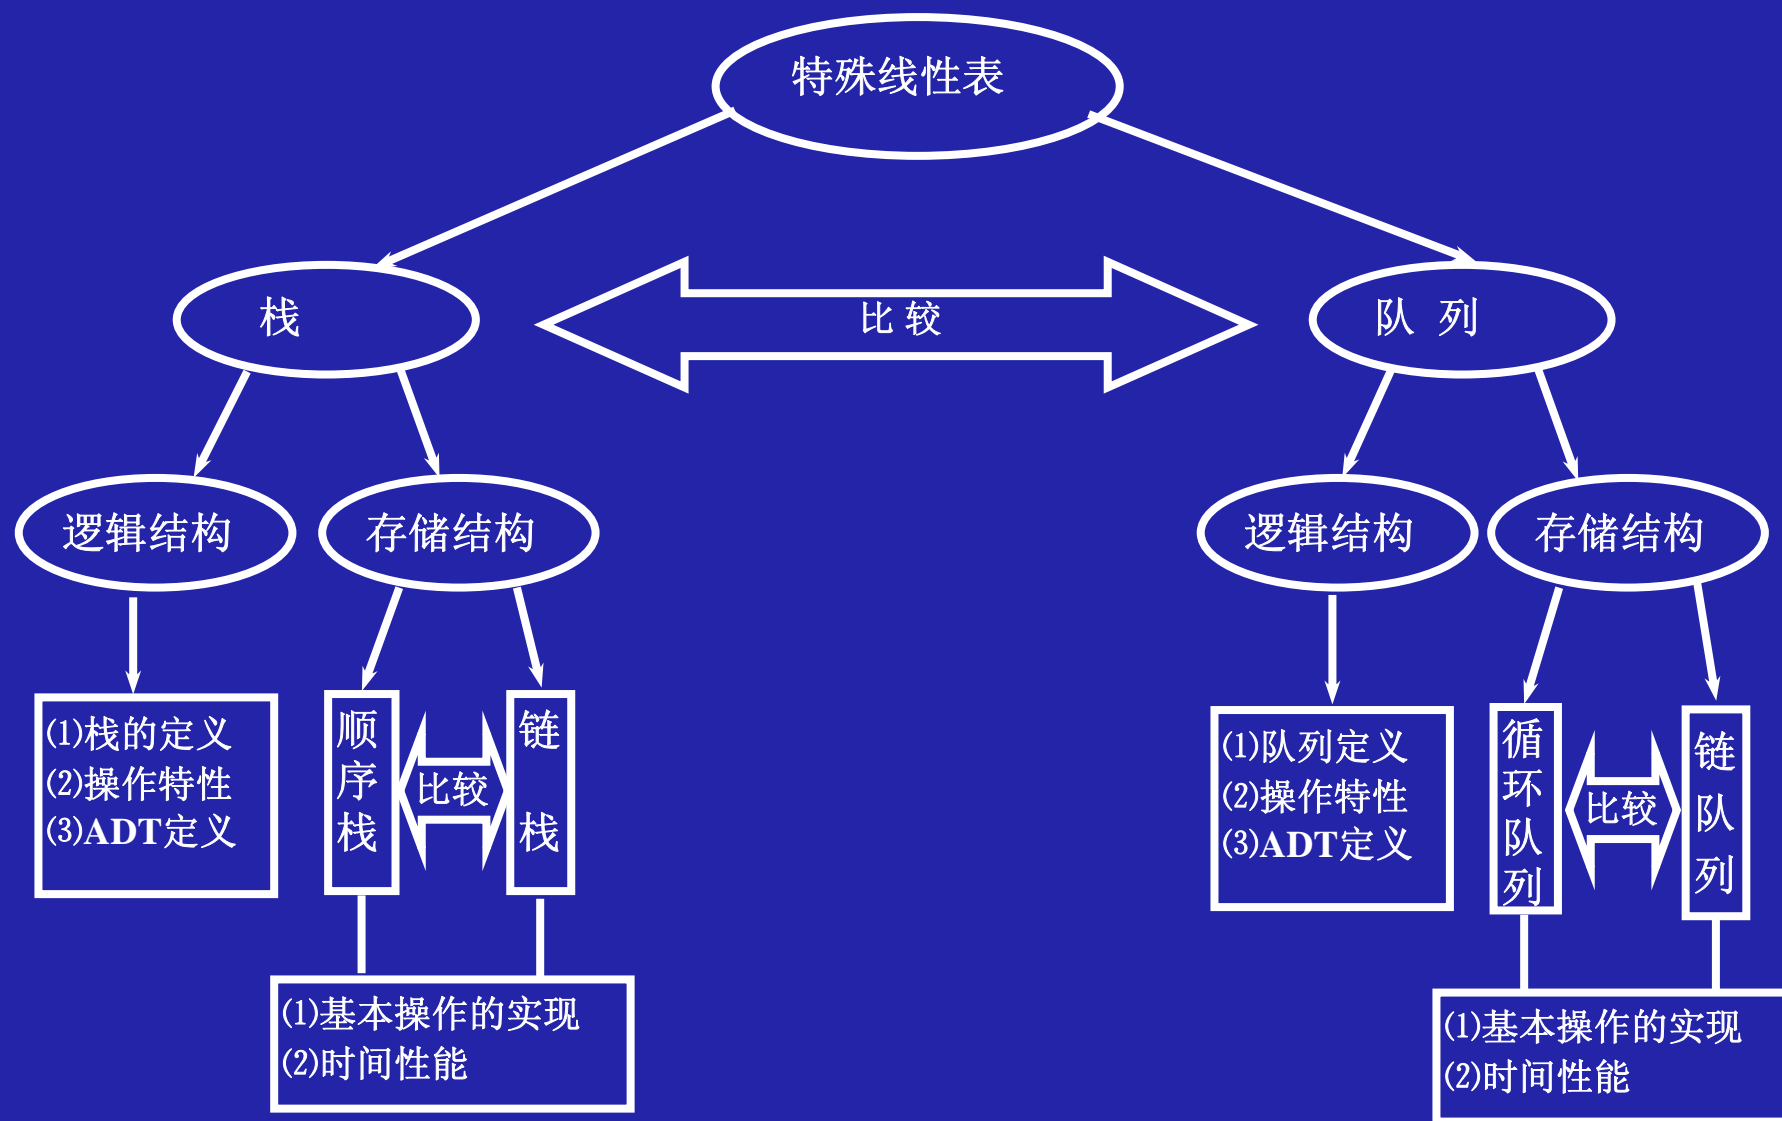 特殊线性表
栈
比 较
队 列
逻辑结构
存储结构
逻辑结构
存储结构
⑴栈的定义
⑵操作特性
⑶ADT定义
顺序栈
比较
链栈
⑴队列定义
⑵操作特性
⑶ADT定义
循环队列
比较
链队列
⑴基本操作的实现
⑵时间性能
⑴基本操作的实现
⑵时间性能